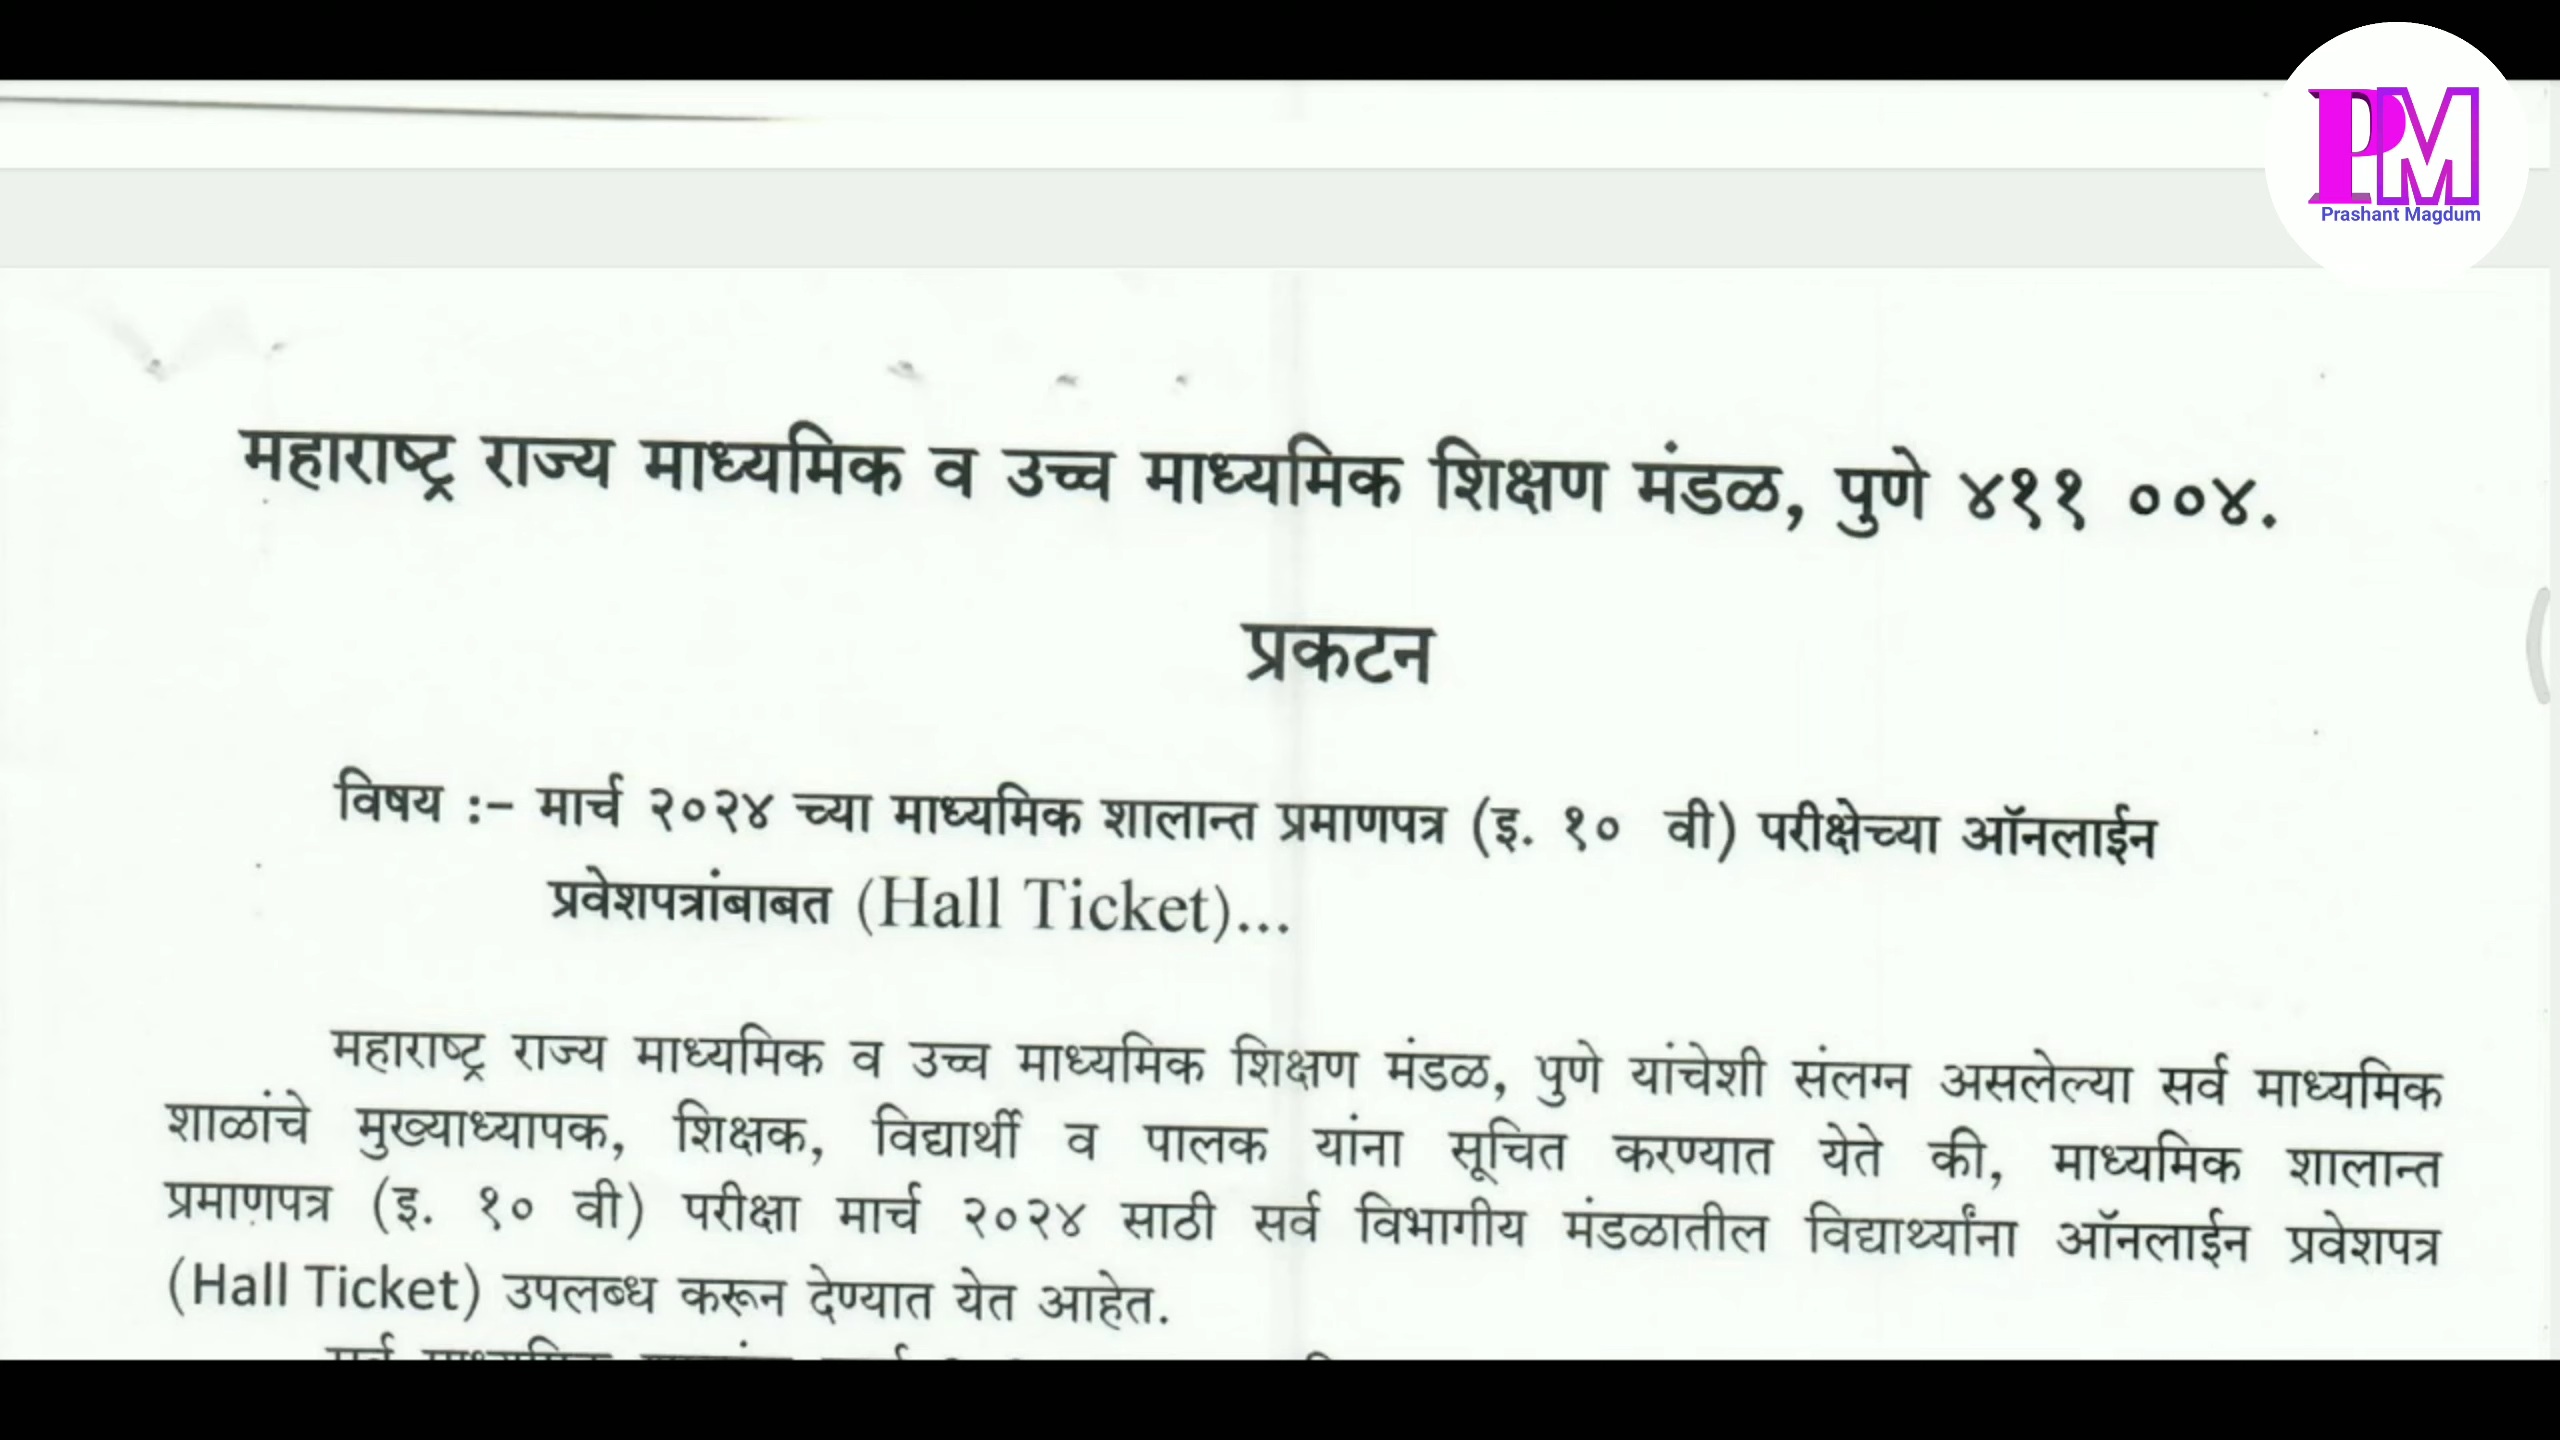 PM
Prashant Magdum
महाराष्ट्र राज्य माध्यमिक व उच्च माध्यमिक शिक्षण मंडळ, पुणे ४११ ००४.
प्रकटन
विषय :- मार्च २०२४ च्या माध्यमिक शालान्त प्रमाणपत्र (इ. १० वी) परीक्षेच्या ऑनलाईन
प्रवेशपत्रांबाबत (Hall Ticket)...
महाराष्ट्र राज्य माध्यमिक व उच्च माध्यमिक शिक्षण मंडळ, पुणे यांचेशी संलग्न असलेल्या सर्व माध्यमिक
शाळांचे मुख्याध्यापक, शिक्षक, विद्यार्थी व पालक यांना सूचित करण्यात येते की, माध्यमिक शालान्त
प्रमाणपत्र (इ. १० वी) परीक्षा मार्च २०२४ साठी सर्व विभागीय मंडळातील विद्यार्थ्यांना ऑनलाईन प्रवेशपत्र
(Hall Ticket) उपलब्ध करून देण्यात येत आहेत.